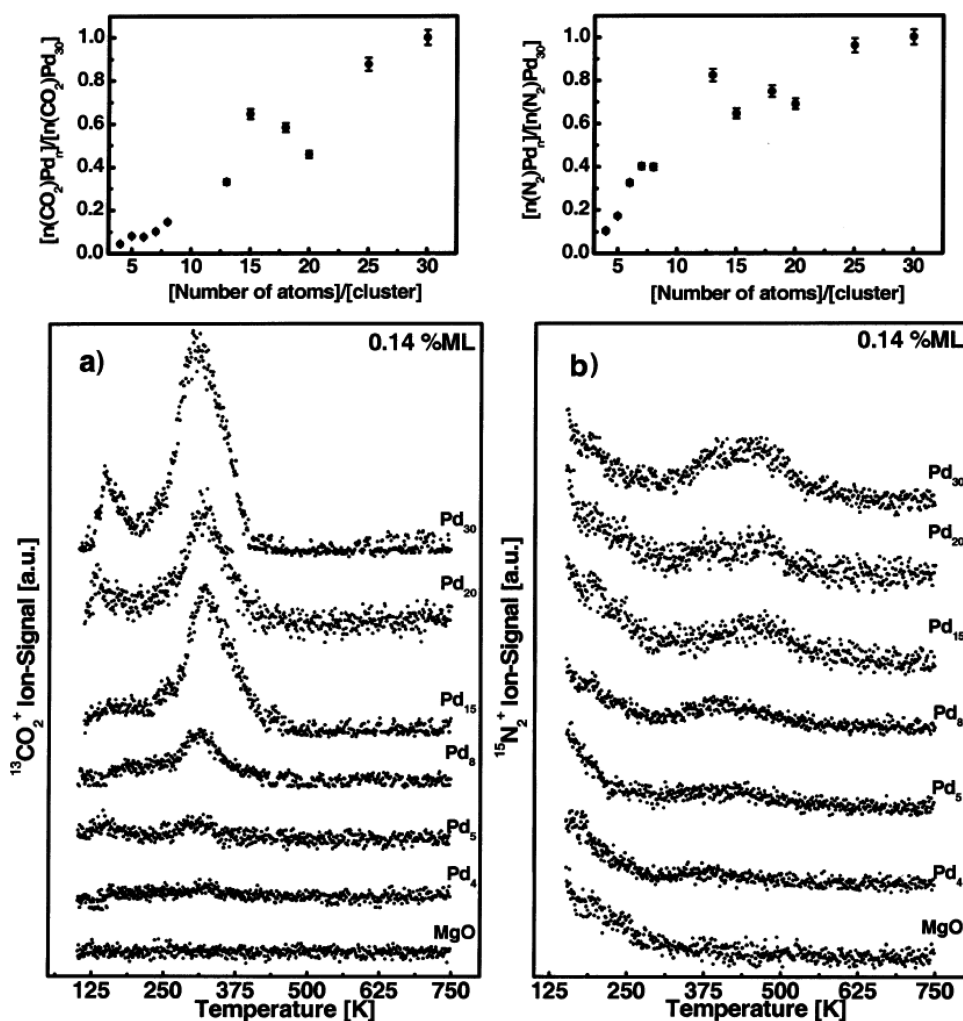 [n(CO₂)Pdₙ]/[n(CO₂)Pd₃₀]
1.0
0.8
0.6
0.4
0.2
0.0
5 10 15 20 25 30
[Number of atoms]/[cluster]
[n(N₂)Pdₙ]/[n(N₂)Pd₃₀]
1.0
0.8
0.6
0.4
0.2
0.0
5 10 15 20 25 30
[Number of atoms]/[cluster]
a)
0.14 %ML
¹³CO₂⁺ Ion-Signal [a.u.]
Pd₃₀
Pd₂₀
Pd₁₅
Pd₈
Pd₅
Pd₄
MgO
125 250 375 500 625 750
Temperature [K]
b)
0.14 %ML
¹⁵N₂⁺ Ion-Signal [a.u.]
Pd₃₀
Pd₂₀
Pd₁₅
Pd₈
Pd₅
Pd₄
MgO
125 250 375 500 625 750
Temperature [K]